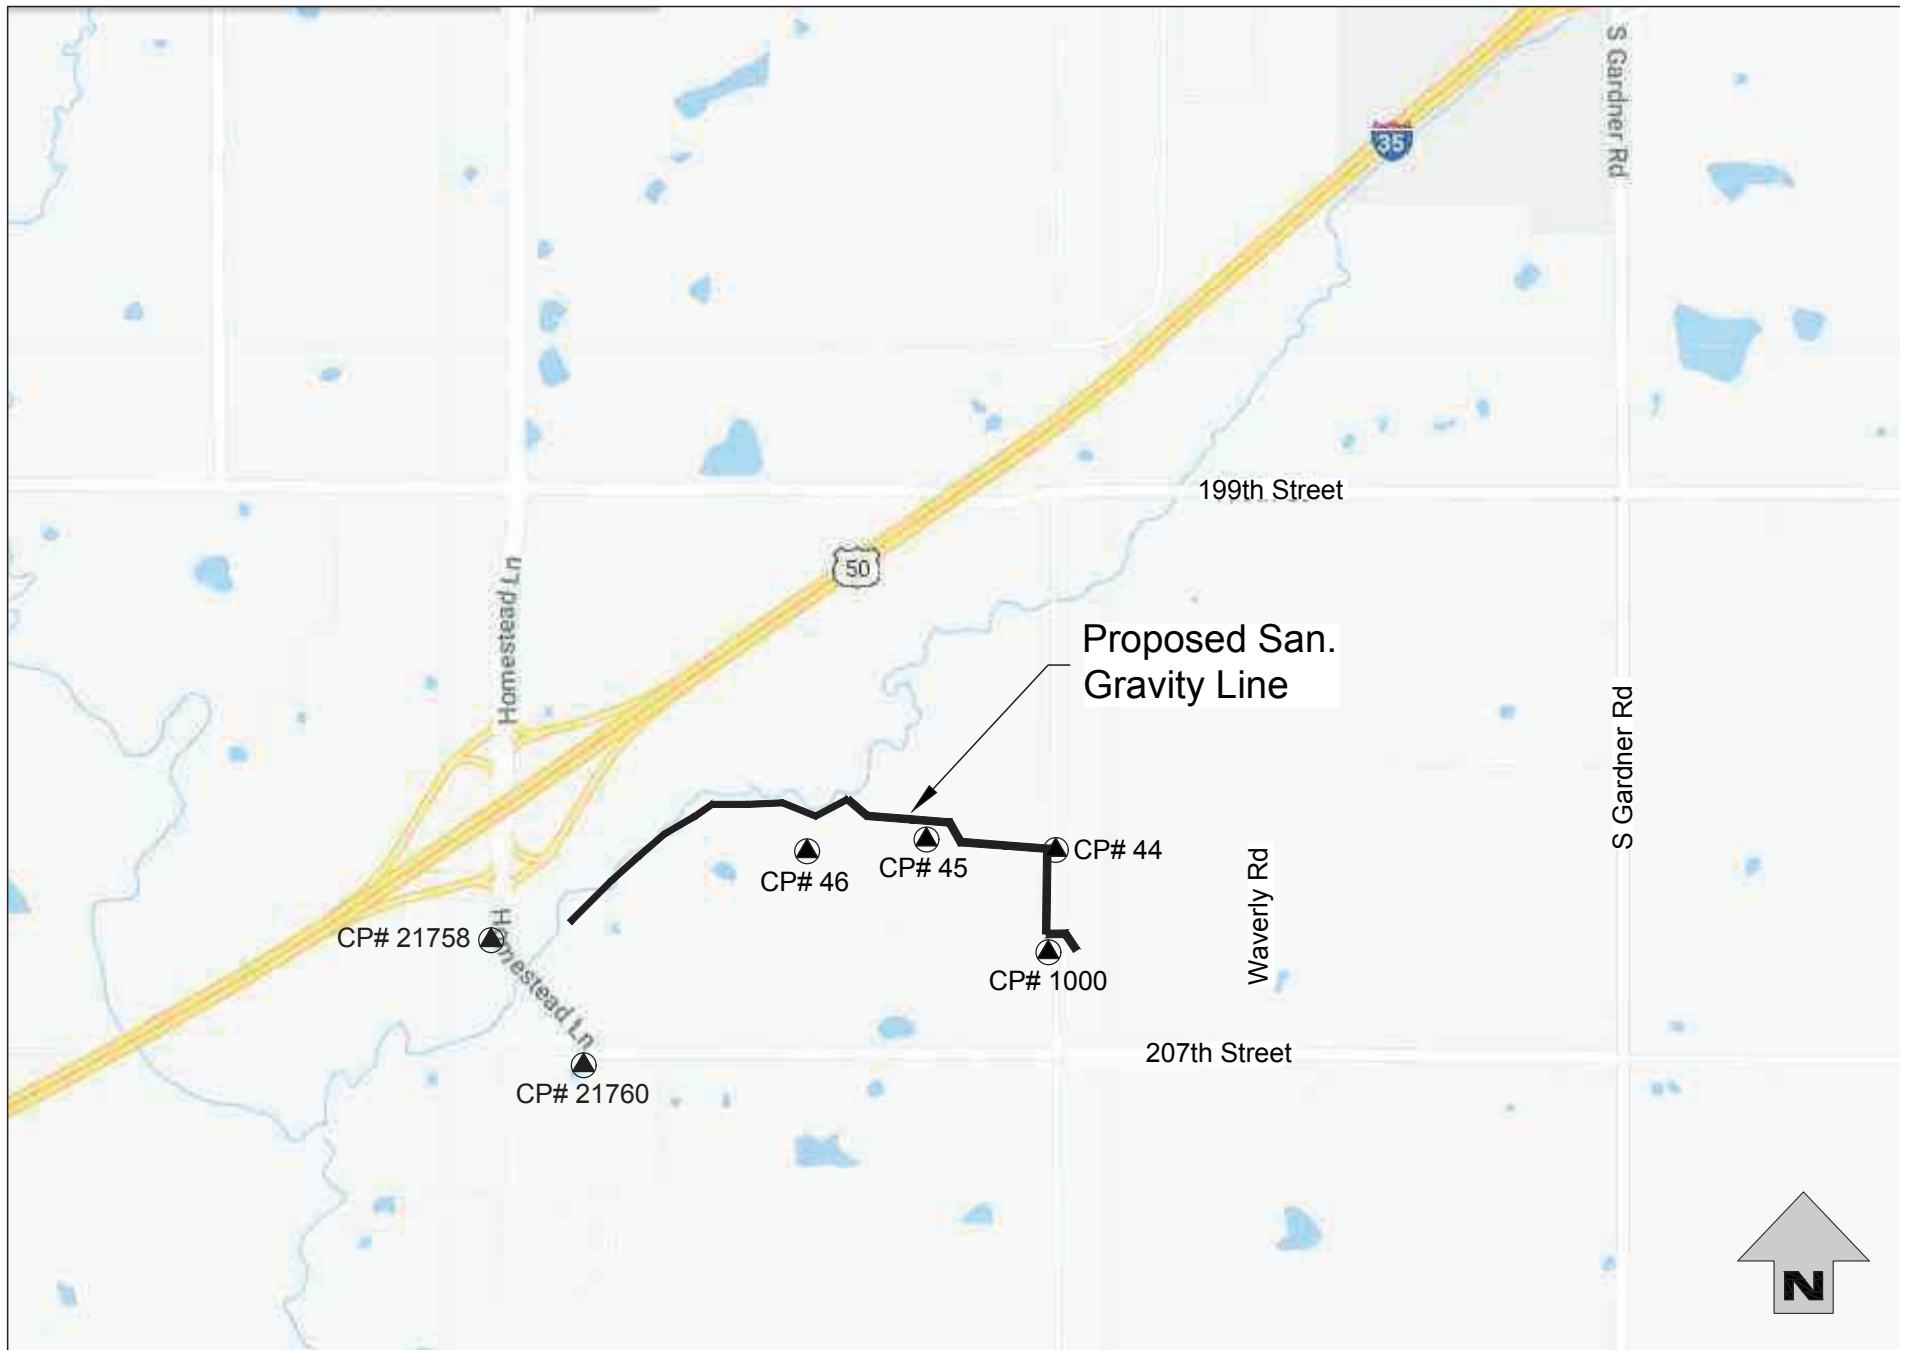 S Gardner Rd
35
199th Street
50
Homestead Ln
Proposed San.
Gravity Line
S Gardner Rd
CP# 46
CP# 45
CP# 44
Waverly Rd
CP# 21758
Homestead Ln
CP# 1000
207th Street
CP# 21760
N